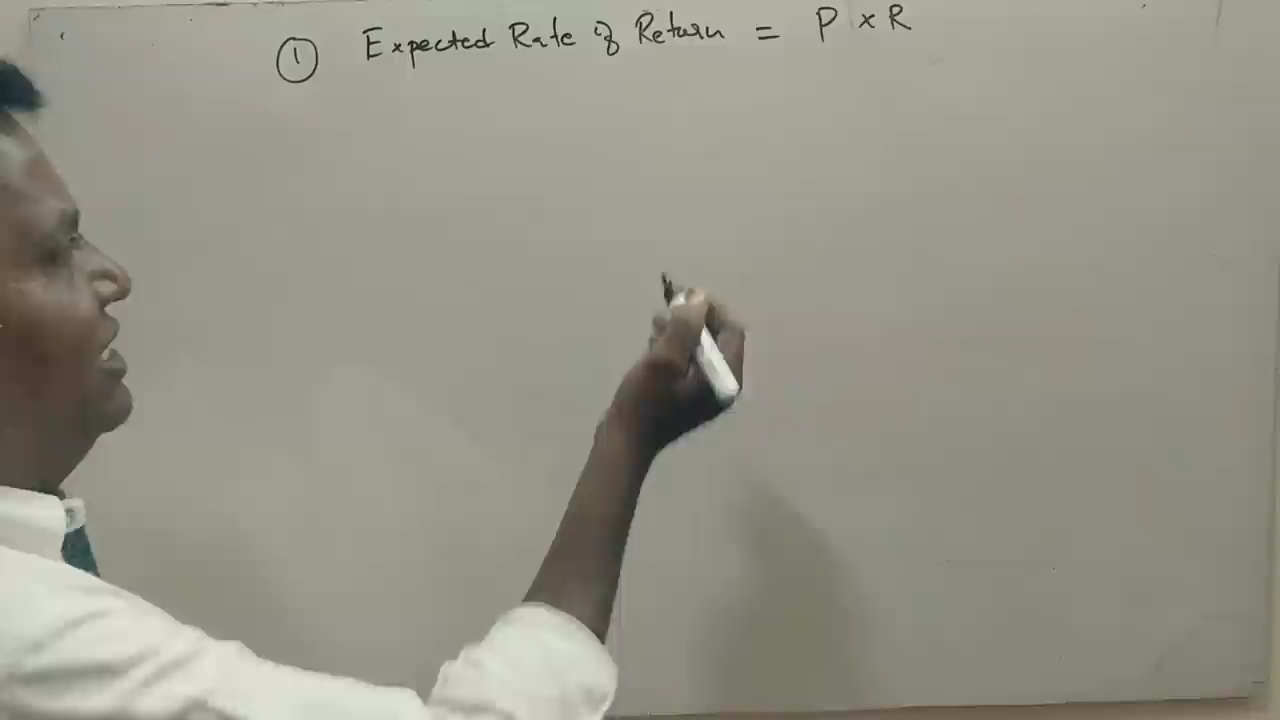 ① Expected Rate of Return = P × R